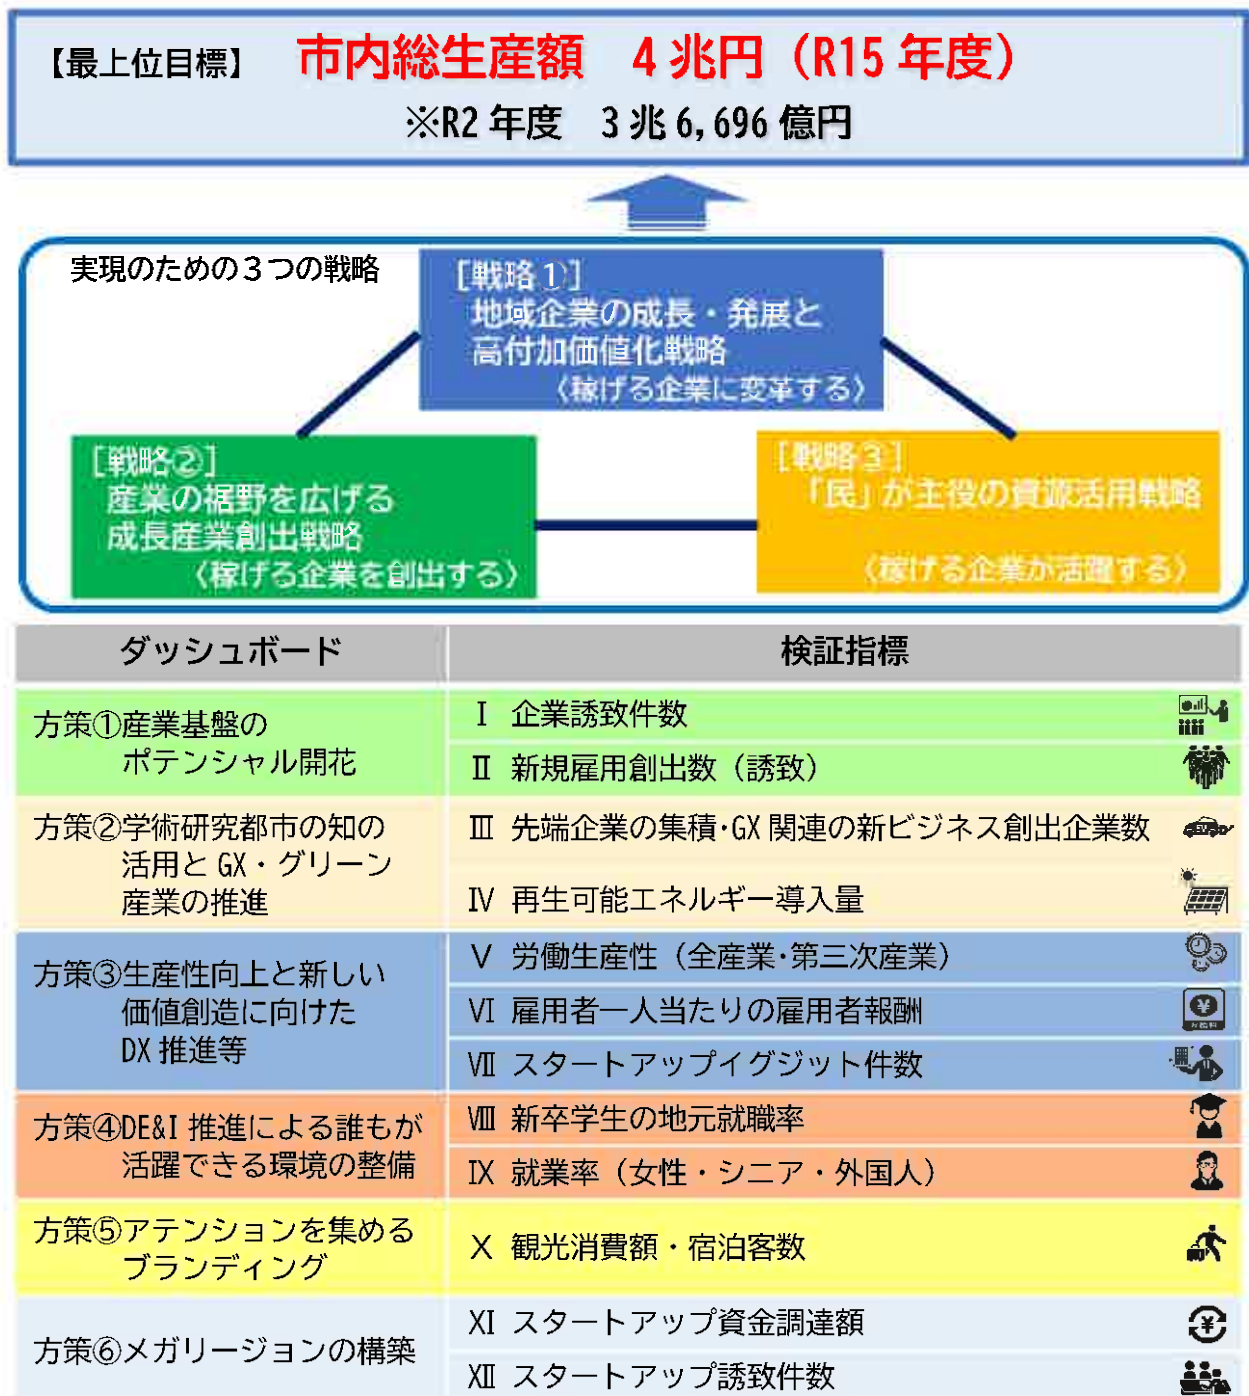 【最上位目標】 市内総生産額 4兆円（R15年度）
※R2年度 3兆6,696億円
実現のための３つの戦略
［戦略①］
地域企業の成長・発展と
高付加価値化戦略
〈稼げる企業に変革する〉
［戦略②］
産業の裾野を広げる
成長産業創出戦略
〈稼げる企業を創出する〉
［戦略③］
「民」が主役の資源活用戦略
〈稼げる企業が活躍する〉
ダッシュボード 検証指標
方策①産業基盤の
ポテンシャル開花
Ⅰ 企業誘致件数
Ⅱ 新規雇用創出数（誘致）
方策②学術研究都市の知の
活用とGX・グリーン
産業の推進
Ⅲ 先端企業の集積･GX関連の新ビジネス創出企業数
Ⅳ 再生可能エネルギー導入量
方策③生産性向上と新しい
価値創造に向けた
DX推進等
Ⅴ 労働生産性（全産業･第三次産業）
Ⅵ 雇用者一人当たりの雇用者報酬
Ⅶ スタートアップイグジット件数
方策④DE&I推進による誰もが
活躍できる環境の整備
Ⅷ 新卒学生の地元就職率
Ⅸ 就業率（女性・シニア・外国人）
方策⑤アテンションを集める
ブランディング
Ⅹ 観光消費額・宿泊客数
方策⑥メガリージョンの構築
Ⅺ スタートアップ資金調達額
Ⅻ スタートアップ誘致件数